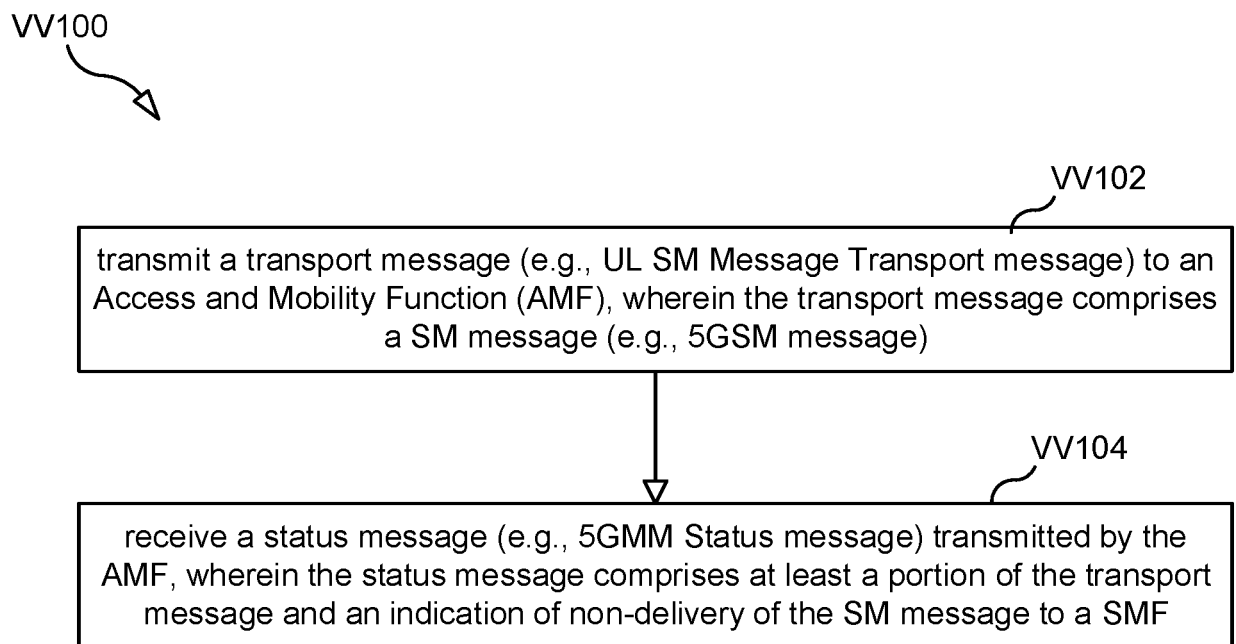 VV100
VV102
transmit a transport message (e.g., UL SM Message Transport message) to an
Access and Mobility Function (AMF), wherein the transport message comprises
a SM message (e.g., 5GSM message)
VV104
receive a status message (e.g., 5GMM Status message) transmitted by the
AMF, wherein the status message comprises at least a portion of the transport
message and an indication of non-delivery of the SM message to a SMF